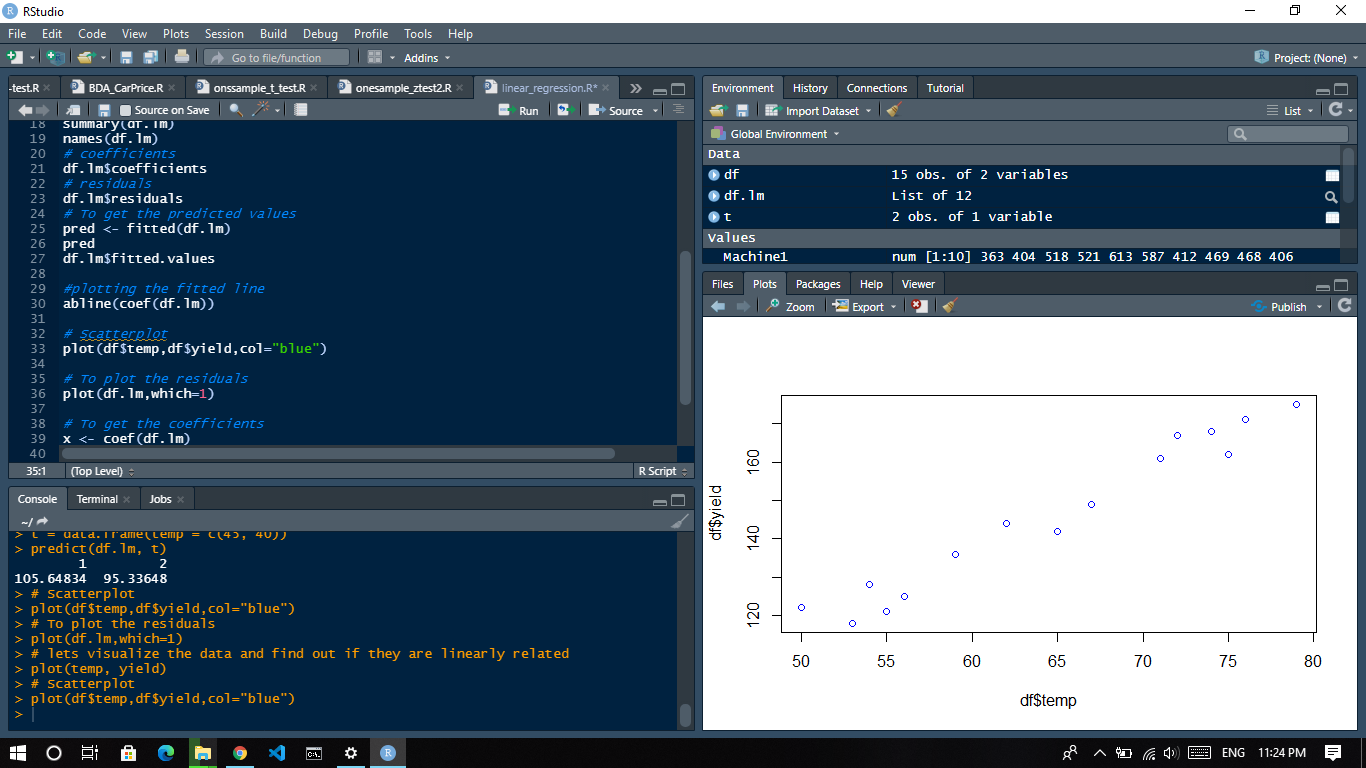 RStudio
File Edit Code View Plots Session Build Debug Profile Tools Help
Go to file/function Addins Project: (None)
-test.R BDA_CarPrice.R onssample_t_test.R onesample_ztest2.R linear_regression.R*
Source on Save Run Source
18 summary(df.lm)
19 names(df.lm)
20 # coefficients
21 df.lm$coefficients
22 # residuals
23 df.lm$residuals
24 # To get the predicted values
25 pred <- fitted(df.lm)
26 pred
27 df.lm$fitted.values
28
29 #plotting the fitted line
30 abline(coef(df.lm))
31
32 # Scatterplot
33 plot(df$temp,df$yield,col="blue")
34
35 # To plot the residuals
36 plot(df.lm,which=1)
37
38 # To get the coefficients
39 x <- coef(df.lm)
40
35:1 (Top Level) R Script
Console Terminal Jobs
~/
> t = data.frame(temp = c(45, 40))
> predict(df.lm, t)
1 2
105.64834 95.33648
> # Scatterplot
> plot(df$temp,df$yield,col="blue")
> # To plot the residuals
> plot(df.lm,which=1)
> # lets visualize the data and find out if they are linearly related
> plot(temp, yield)
> # Scatterplot
> plot(df$temp,df$yield,col="blue")
>
Environment History Connections Tutorial
Import Dataset List
Global Environment
Data
df 15 obs. of 2 variables
df.lm List of 12
t 2 obs. of 1 variable
Values
Machine1 num [1:10] 363 404 518 521 613 587 412 469 468 406
Files Plots Packages Help Viewer
Zoom Export Publish
df$yield
160
140
120
50 55 60 65 70 75 80
df$temp
ENG 11:24 PM